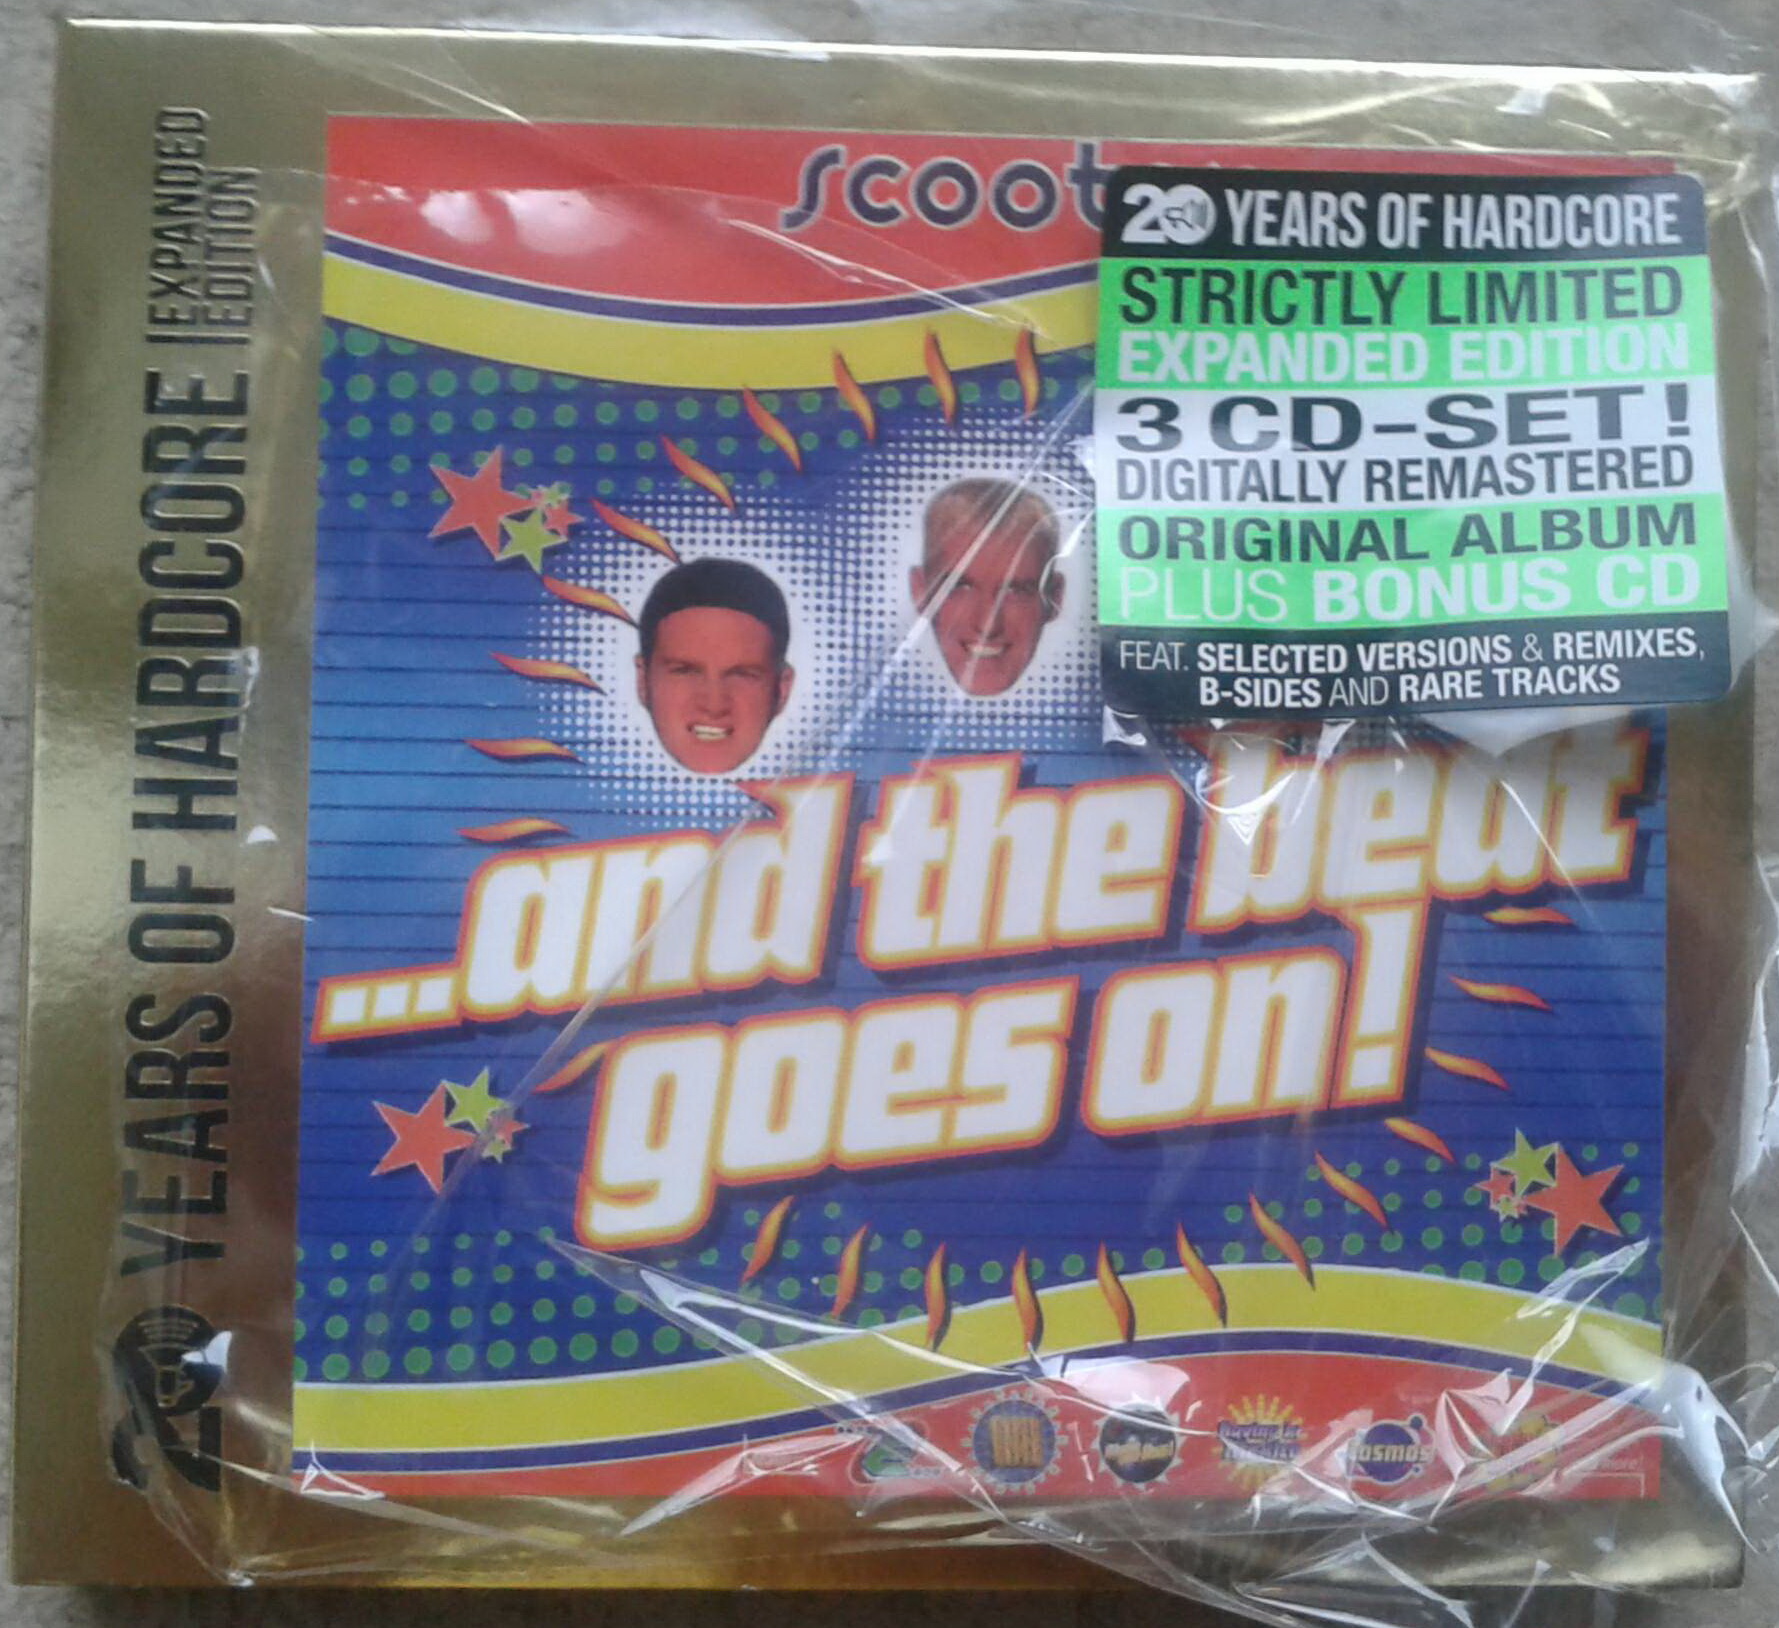 20 YEARS OF HARDCORE EXPANDED
EDITION
scoot
20 YEARS OF HARDCORE
STRICTLY LIMITED
EXPANDED EDITION
3 CD-SET!
DIGITALLY REMASTERED
ORIGINAL ALBUM
PLUS BONUS CD
FEAT. SELECTED VERSIONS & REMIXES,
B-SIDES AND RARE TRACKS
...and the beat
goes on!
cosmos